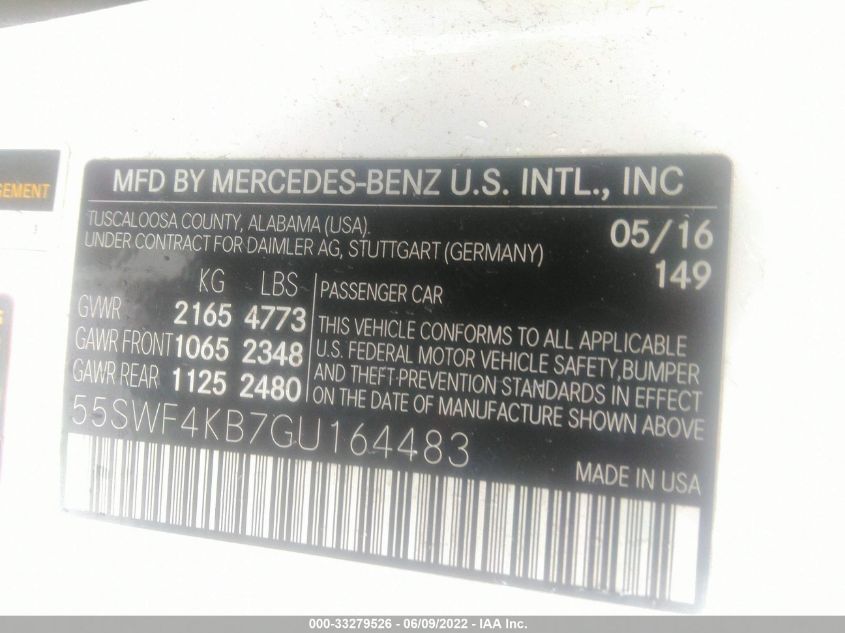 MFD BY MERCEDES-BENZ U.S. INTL., INC
TUSCALOOSA COUNTY, ALABAMA (USA).
UNDER CONTRACT FOR DAIMLER AG, STUTTGART (GERMANY)
05/16
149
KG LBS
GVWR 2165 4773
GAWR FRONT 1065 2348
GAWR REAR 1125 2480
PASSENGER CAR
THIS VEHICLE CONFORMS TO ALL APPLICABLE
U.S. FEDERAL MOTOR VEHICLE SAFETY, BUMPER
AND THEFT-PREVENTION STANDARDS IN EFFECT
ON THE DATE OF MANUFACTURE SHOWN ABOVE
55SWF4KB7GU164483
MADE IN USA
000-33279526 - 06/09/2022 - IAA Inc.